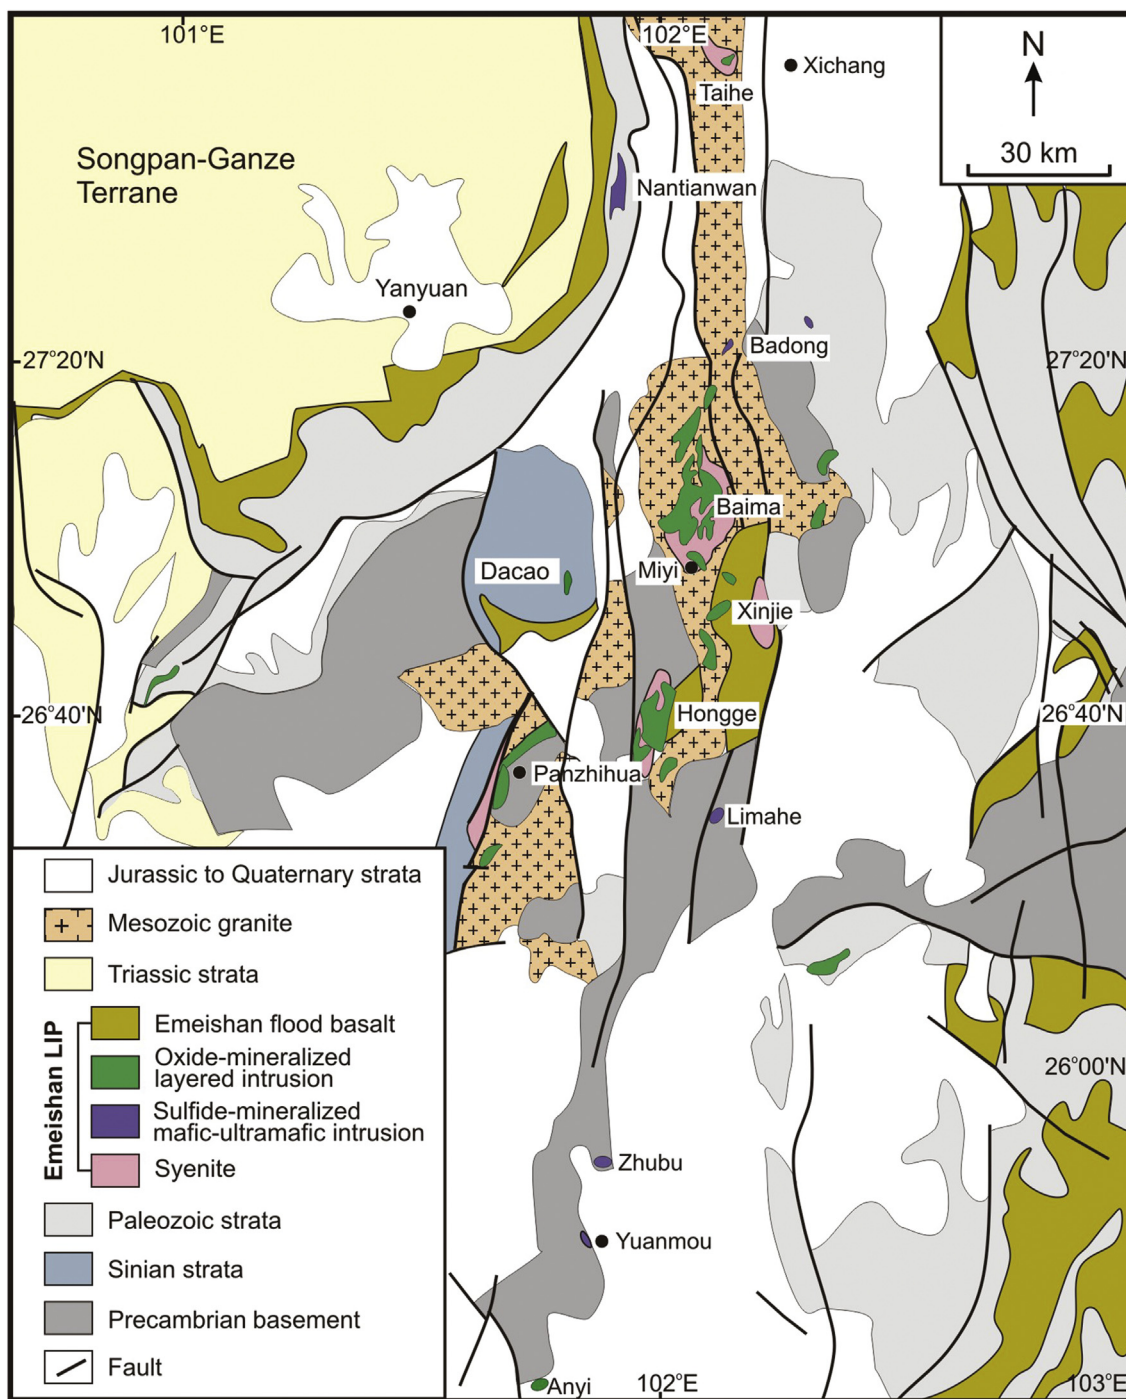 101°E
102°E
N
30 km
Xichang
Taihe
Songpan-Ganze
Terrane
Nantianwan
Yanyuan
Badong
27°20'N
27°20'N
Baima
Dacao
Miyi
Xinjie
26°40'N
Hongge
26°40'N
Panzhihua
Limahe
Jurassic to Quaternary strata
Mesozoic granite
Triassic strata
Emeishan LIP
Emeishan flood basalt
Oxide-mineralized
layered intrusion
Sulfide-mineralized
mafic-ultramafic intrusion
Syenite
Paleozoic strata
Sinian strata
Precambrian basement
Fault
26°00'N
Zhubu
Yuanmou
Anyi
102°E
103°E